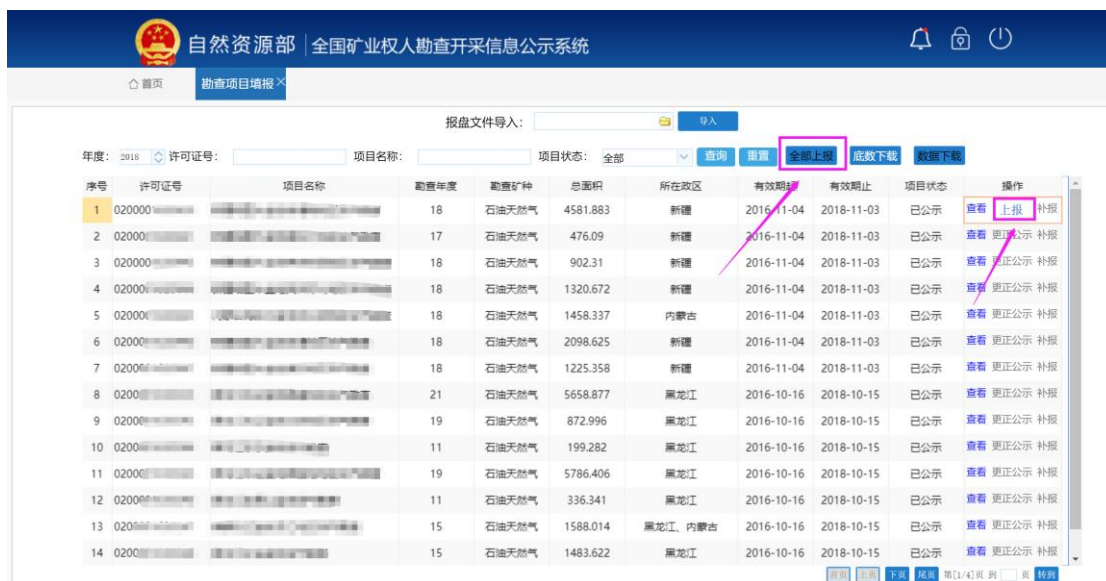 自然资源部 全国矿业权人勘查开采信息公示系统
首页 勘查项目填报
报盘文件导入: 导入
年度: 2018 许可证号: 项目名称: 项目状态: 全部 查询 重置 全部上报 底数下载 数据下载
序号 许可证号 项目名称 勘查年度 勘查矿种 总面积 所在政区 有效期起 有效期止 项目状态 操作
1 020001 18 石油天然气 4581.883 新疆 2016-11-04 2018-11-03 已公示 查看 上报 补报
2 02000 17 石油天然气 476.09 新疆 2016-11-04 2018-11-03 已公示 查看 更正公示 补报
3 020000 18 石油天然气 902.31 新疆 2016-11-04 2018-11-03 已公示 查看 更正公示 补报
4 02000 18 石油天然气 1320.672 新疆 2016-11-04 2018-11-03 已公示 查看 更正公示 补报
5 02000 18 石油天然气 1458.337 内蒙古 2016-11-04 2018-11-03 已公示 查看 更正公示 补报
6 02000 18 石油天然气 2098.625 新疆 2016-11-04 2018-11-03 已公示 查看 更正公示 补报
7 02000 18 石油天然气 1225.358 新疆 2016-11-04 2018-11-03 已公示 查看 更正公示 补报
8 0200 21 石油天然气 5658.877 黑龙江 2016-10-16 2018-10-15 已公示 查看 更正公示 补报
9 02000 19 石油天然气 872.996 黑龙江 2016-10-16 2018-10-15 已公示 查看 更正公示 补报
10 0200 11 石油天然气 199.282 黑龙江 2016-10-16 2018-10-15 已公示 查看 更正公示 补报
11 02000 19 石油天然气 5786.406 黑龙江 2016-10-16 2018-10-15 已公示 查看 更正公示 补报
12 02000 11 石油天然气 336.341 黑龙江 2016-10-16 2018-10-15 已公示 查看 更正公示 补报
13 020 15 石油天然气 1588.014 黑龙江、内蒙古 2016-10-16 2018-10-15 已公示 查看 更正公示 补报
14 0200 15 石油天然气 1483.622 黑龙江 2016-10-16 2018-10-15 已公示 查看 更正公示 补报
首页 上页 下页 尾页 第[1/4]页 到 页 转到